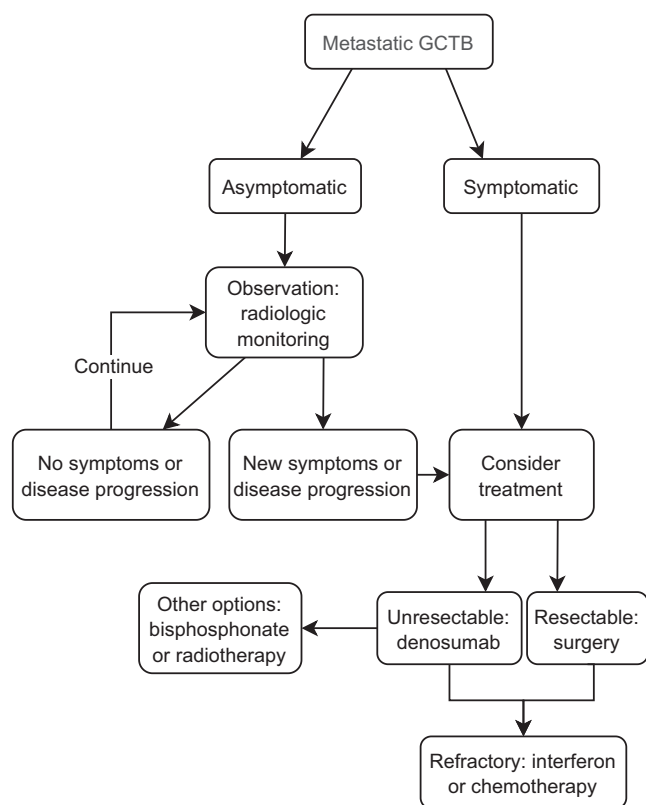 Metastatic GCTB
Asymptomatic
Symptomatic
Observation:
radiologic
monitoring
Continue
No symptoms or
disease progression
New symptoms or
disease progression
Consider
treatment
Other options:
bisphosphonate
or radiotherapy
Unresectable:
denosumab
Resectable:
surgery
Refractory: interferon
or chemotherapy